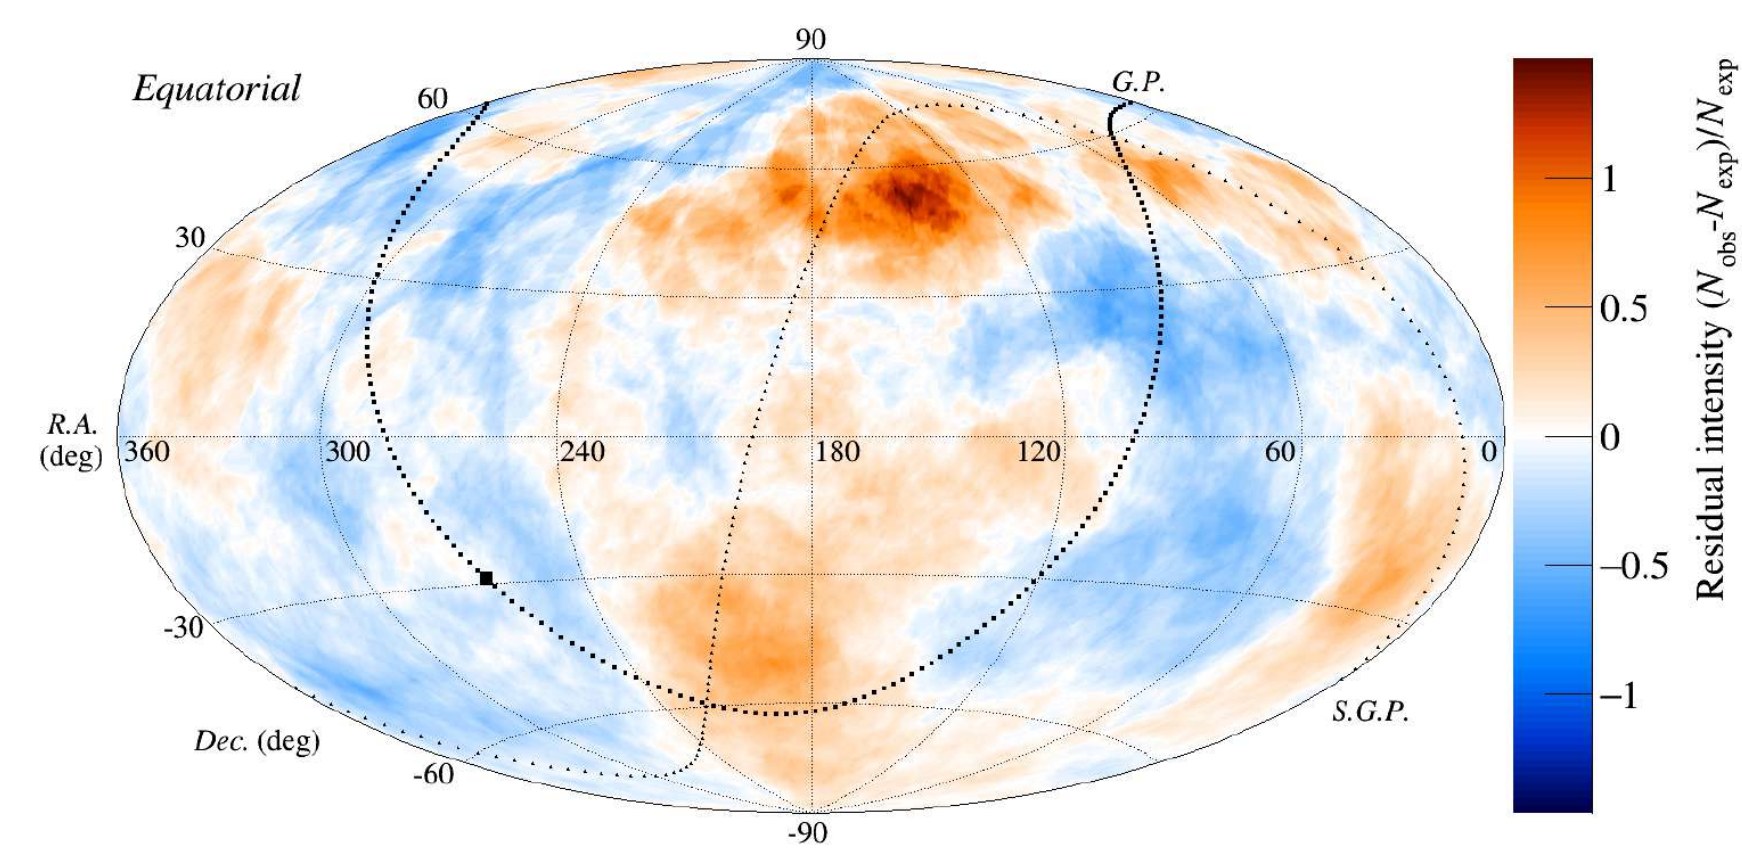 90
Equatorial
60
G.P.
30
R.A.
(deg)
360
300
240
180
120
60
0
-30
S.G.P.
Dec. (deg)
-60
-90
1
0.5
0
−0.5
−1
Residual intensity (N_obs-N_exp)/N_exp